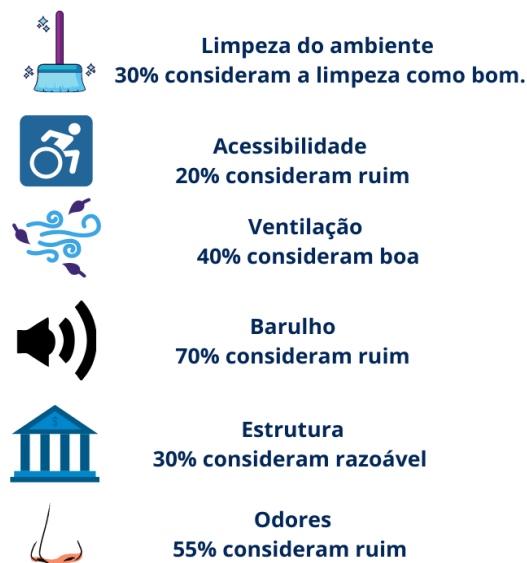 Limpeza do ambiente
30% consideram a limpeza como bom.
Acessibilidade
20% consideram ruim
Ventilação
40% consideram boa
Barulho
70% consideram ruim
$
Estrutura
30% consideram razoável
Odores
55% consideram ruim